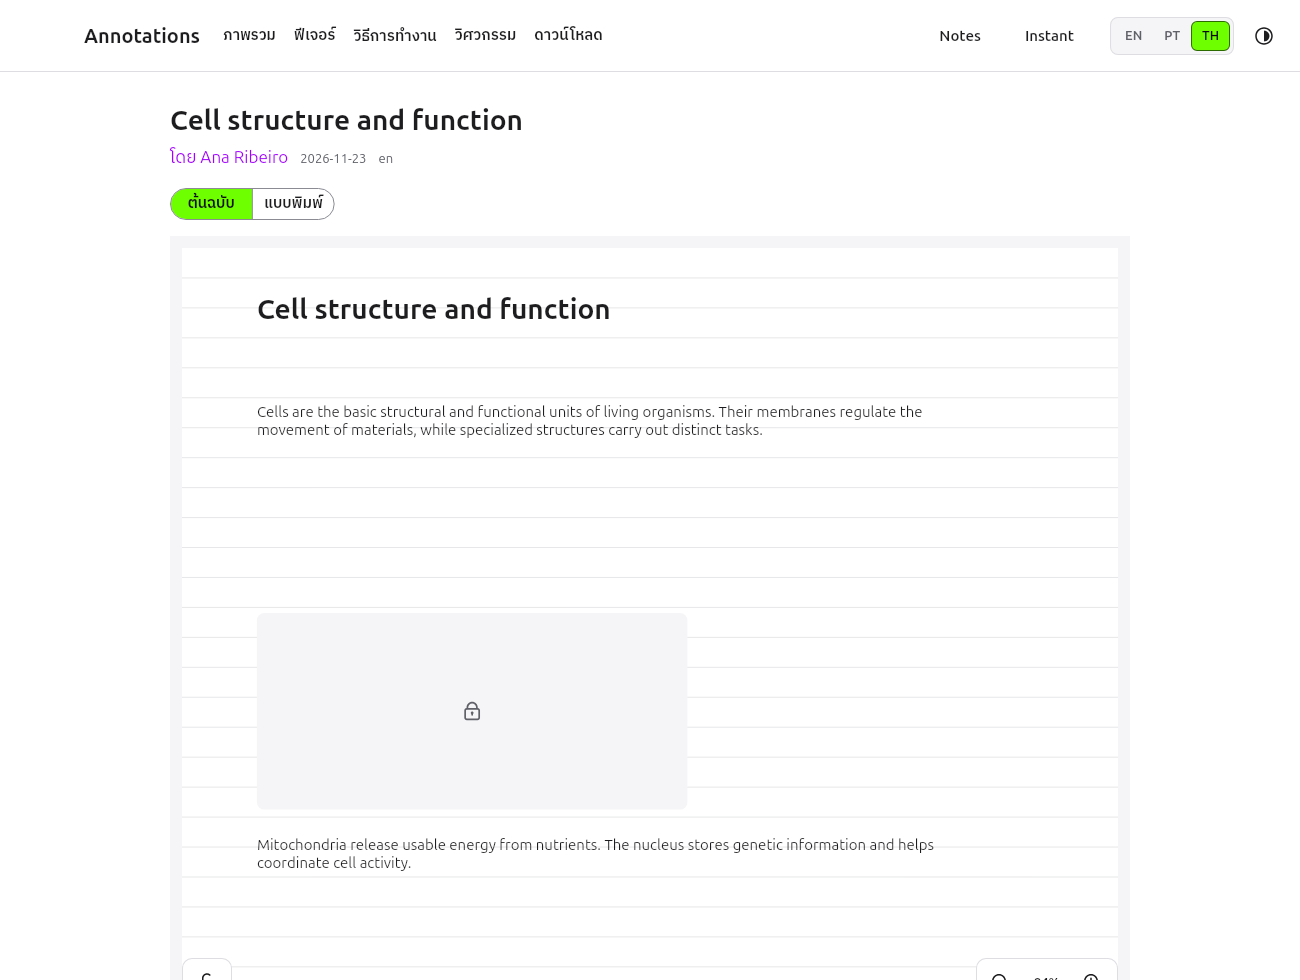 Annotations ภาพรวม ฟีเจอร์ วิธีการทำงาน วิศวกรรม ดาวน์โหลด Notes Instant EN PT TH
Cell structure and function
โดย Ana Ribeiro 2026-11-23 en
ต้นฉบับ แบบพิมพ์
Cell structure and function
Cells are the basic structural and functional units of living organisms. Their membranes regulate the
movement of materials, while specialized structures carry out distinct tasks.
Mitochondria release usable energy from nutrients. The nucleus stores genetic information and helps
coordinate cell activity.